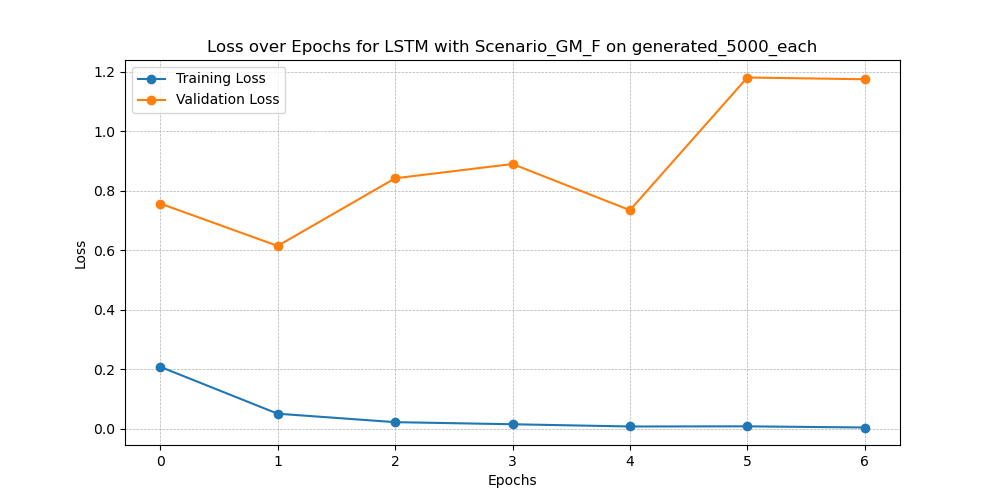 Loss over Epochs for LSTM with Scenario_GM_F on generated_5000_each
Training Loss
Validation Loss
1.2
1.0
0.8
0.6
0.4
0.2
0.0
Loss
0 1 2 3 4 5 6
Epochs